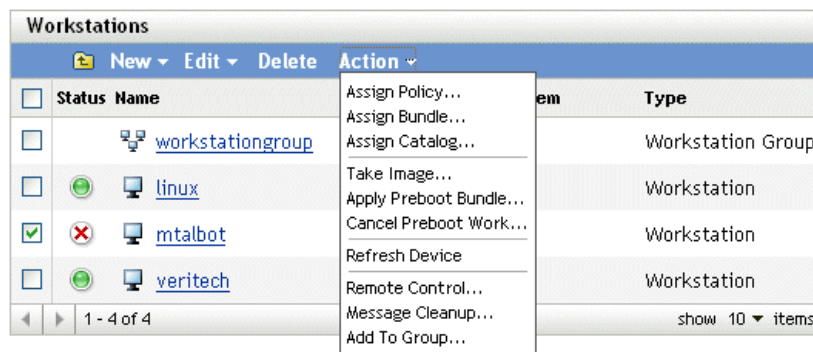 Workstations
New Edit Delete Action
Status Name em Type
Assign Policy...
Assign Bundle...
Assign Catalog...
workstationgroup Workstation Group
Take Image...
linux Workstation
Apply Preboot Bundle...
Cancel Preboot Work...
mtalbot Workstation
Refresh Device
veritech Workstation
Remote Control...
Message Cleanup...
Add To Group...
1 - 4 of 4 show 10 items